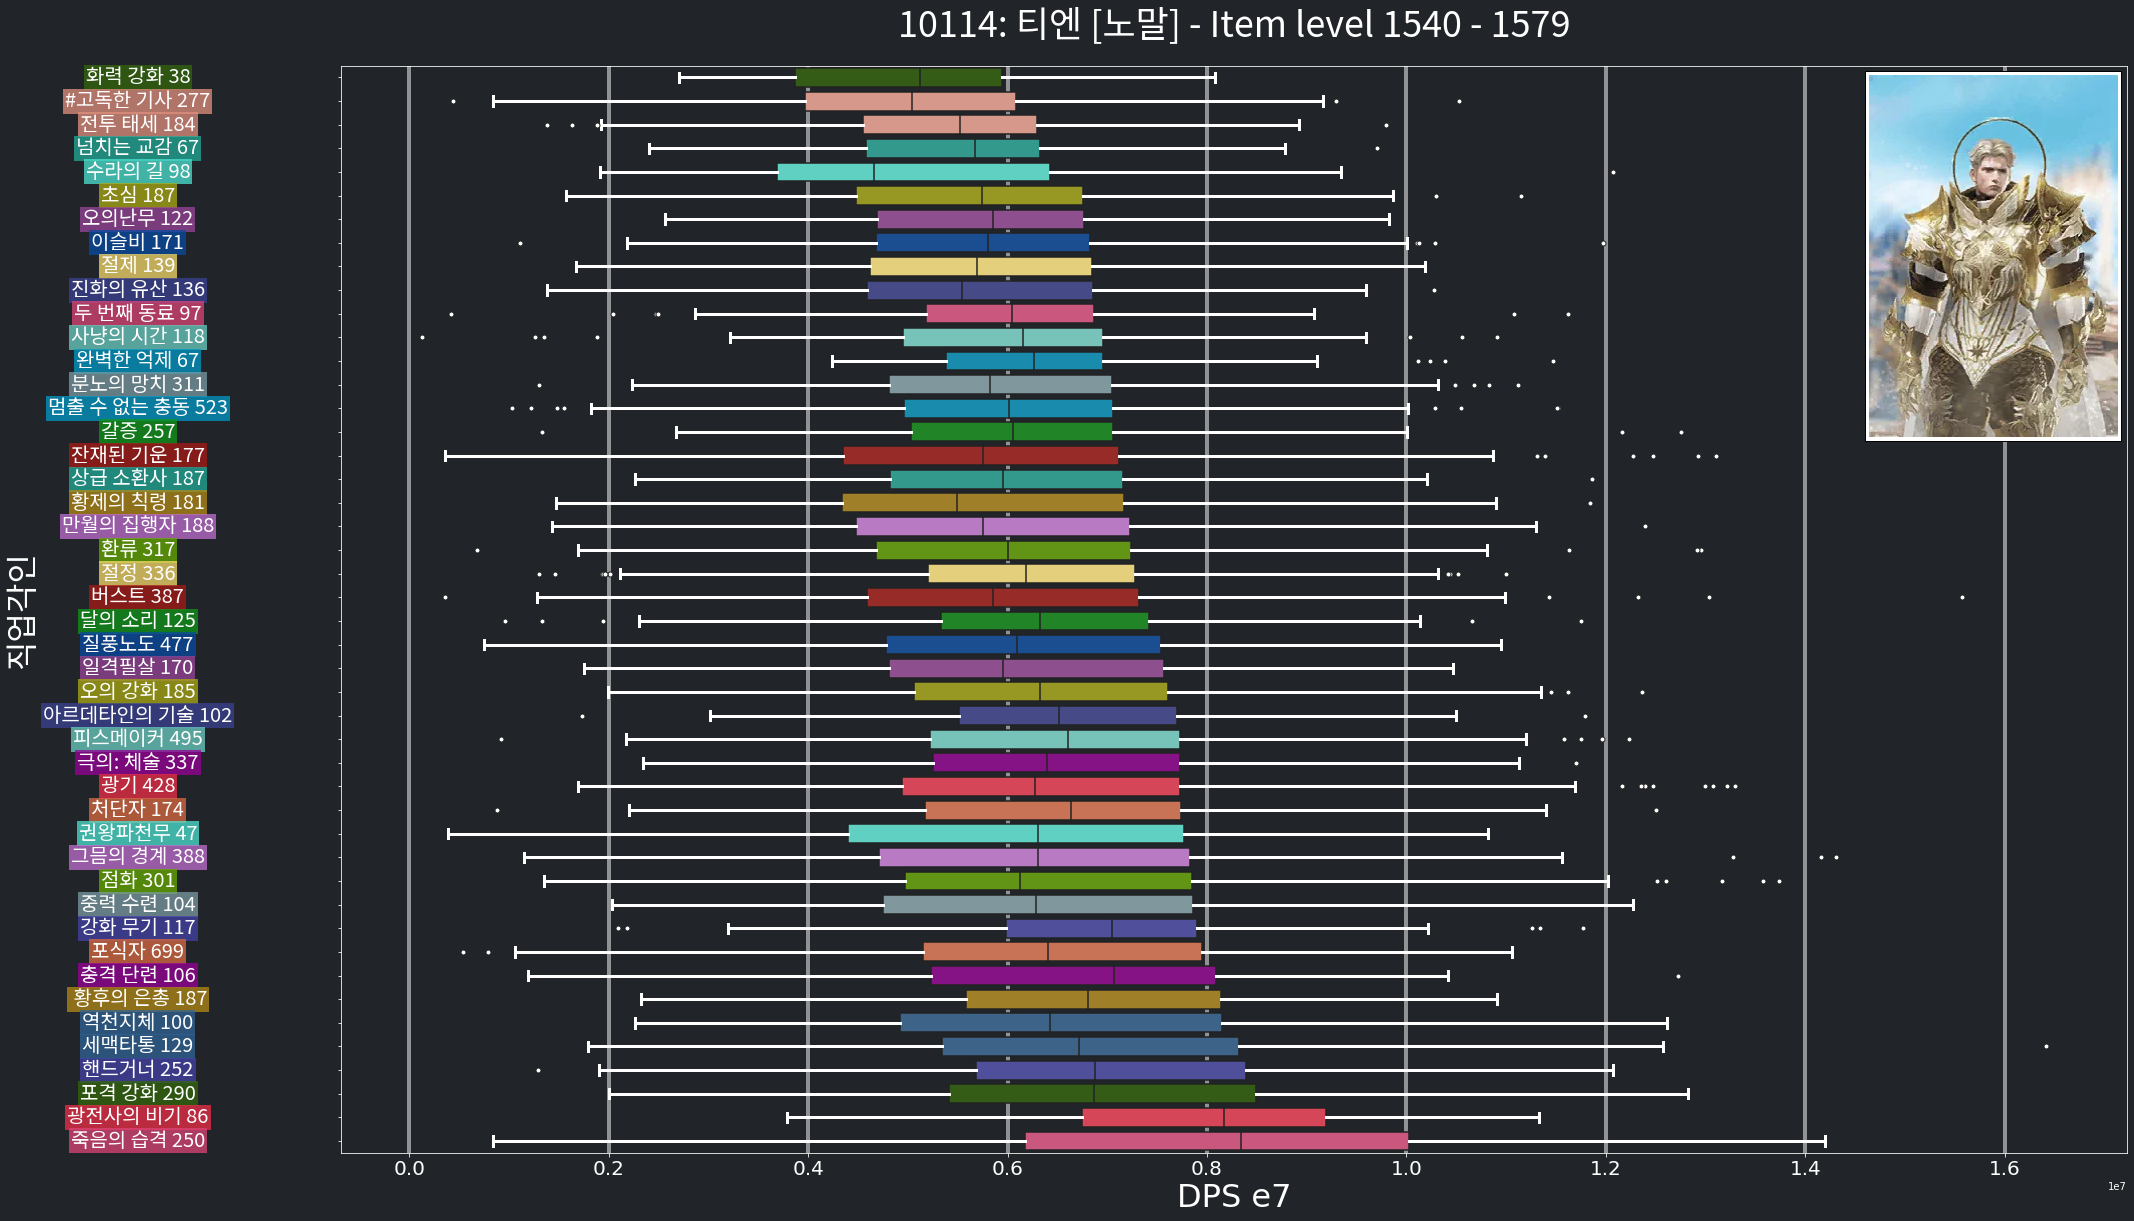 10114: 티엔 [노말] - Item level 1540 - 1579
직업각인
화력 강화 38
#고독한 기사 277
전투 태세 184
넘치는 교감 67
수라의 길 98
초심 187
오의난무 122
이슬비 171
절제 139
진화의 유산 136
두 번째 동료 97
사냥의 시간 118
완벽한 억제 67
분노의 망치 311
멈출 수 없는 충동 523
갈증 257
잔재된 기운 177
상급 소환사 187
황제의 칙령 181
만월의 집행자 188
환류 317
절정 336
버스트 387
달의 소리 125
질풍노도 477
일격필살 170
오의 강화 185
아르데타인의 기술 102
피스메이커 495
극의: 체술 337
광기 428
처단자 174
권왕파천무 47
그믐의 경계 388
점화 301
중력 수련 104
강화 무기 117
포식자 699
충격 단련 106
황후의 은총 187
역천지체 100
세맥타통 129
핸드거너 252
포격 강화 290
광전사의 비기 86
죽음의 습격 250
0.0 0.2 0.4 0.6 0.8 1.0 1.2 1.4 1.6
1e7
DPS e7